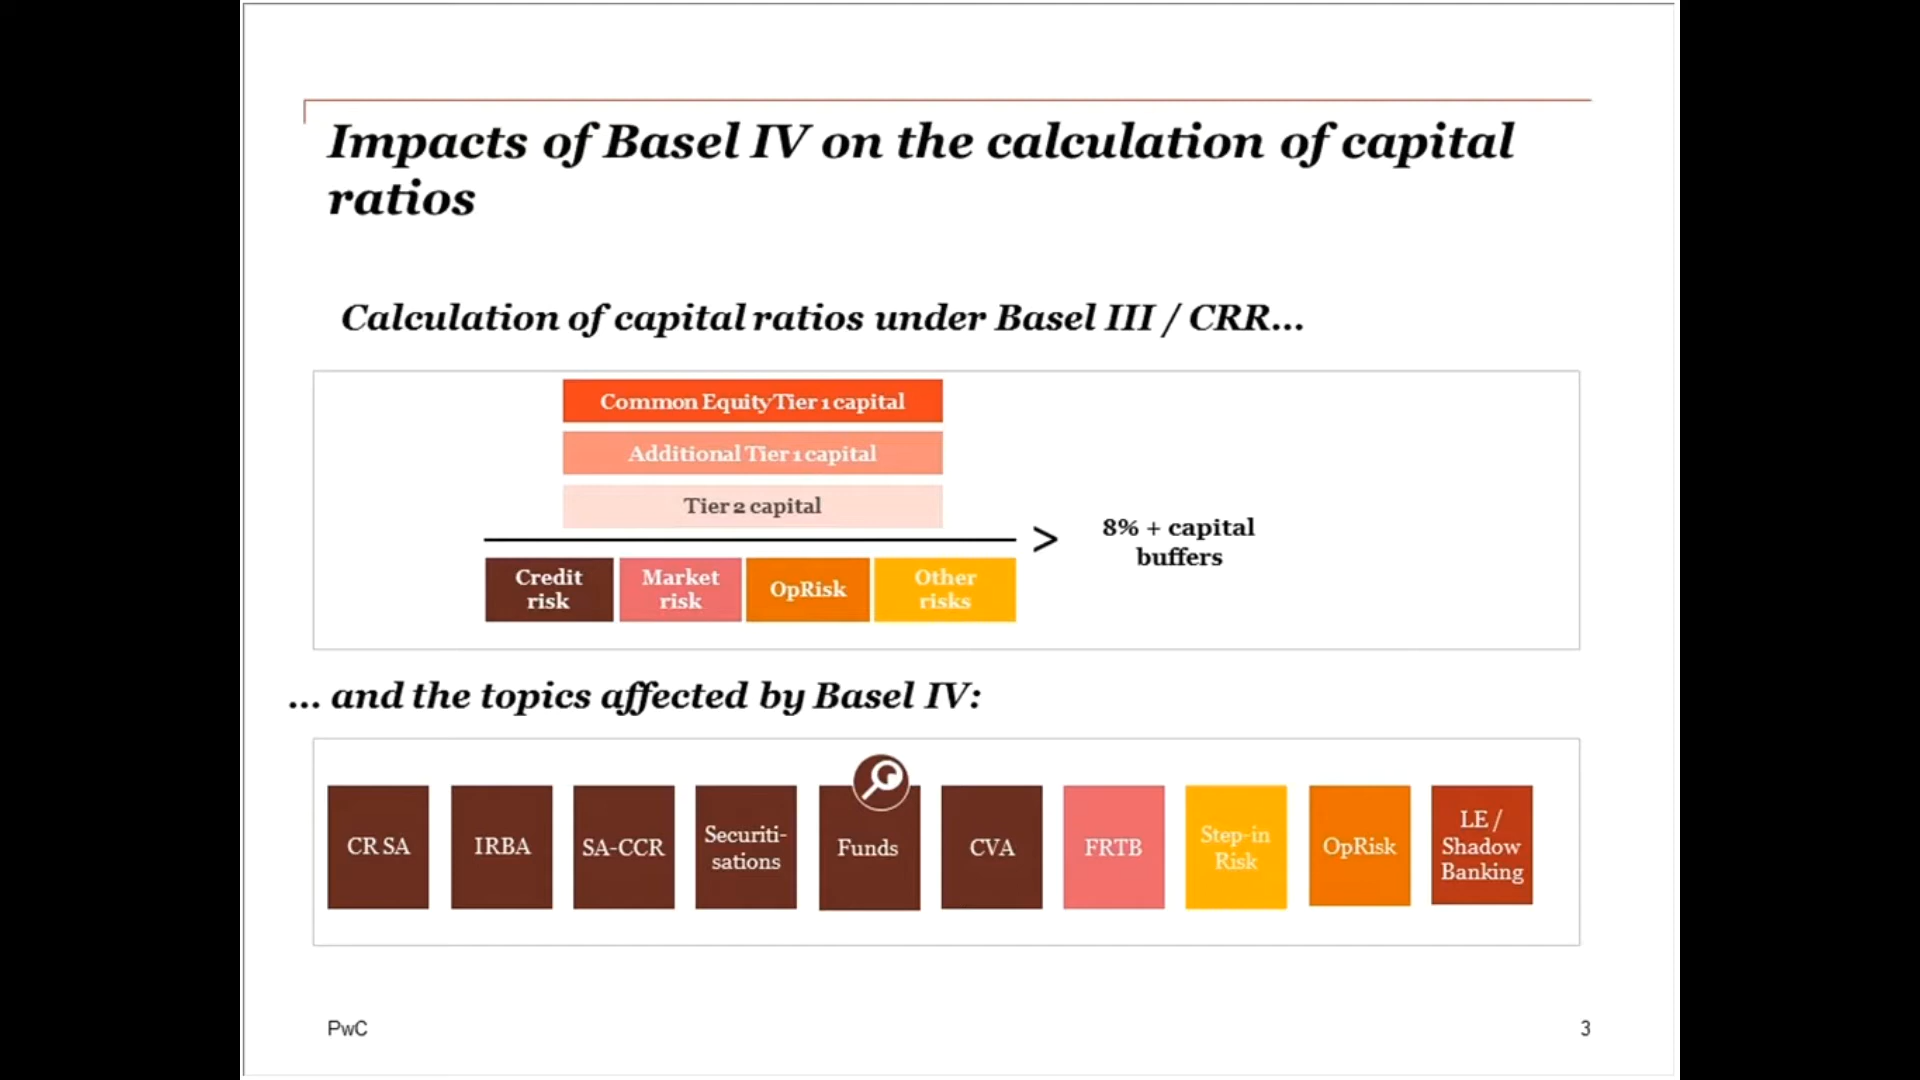 Impacts of Basel IV on the calculation of capital
ratios
Calculation of capital ratios under Basel III / CRR...
Common Equity Tier 1 capital
Additional Tier 1 capital
Tier 2 capital
>
8% + capital
buffers
Credit
risk
Market
risk
OpRisk
Other
risks
... and the topics affected by Basel IV:
CR SA
IRBA
SA-CCR
Securiti-
sations
Funds
CVA
FRTB
Step-in
Risk
OpRisk
LE /
Shadow
Banking
PwC
3